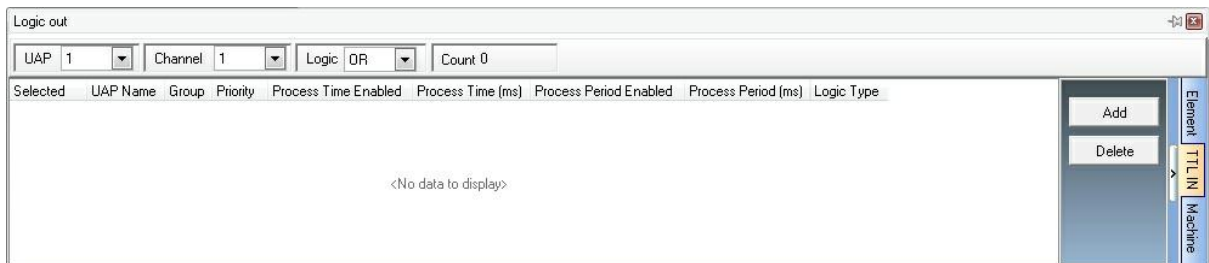 Logic out
UAP 1 Channel 1 Logic OR Count 0
Selected UAP Name Group Priority Process Time Enabled Process Time (ms) Process Period Enabled Process Period (ms) Logic Type
<No data to display>
Add
Delete
>
Element
TTL IN
Machine